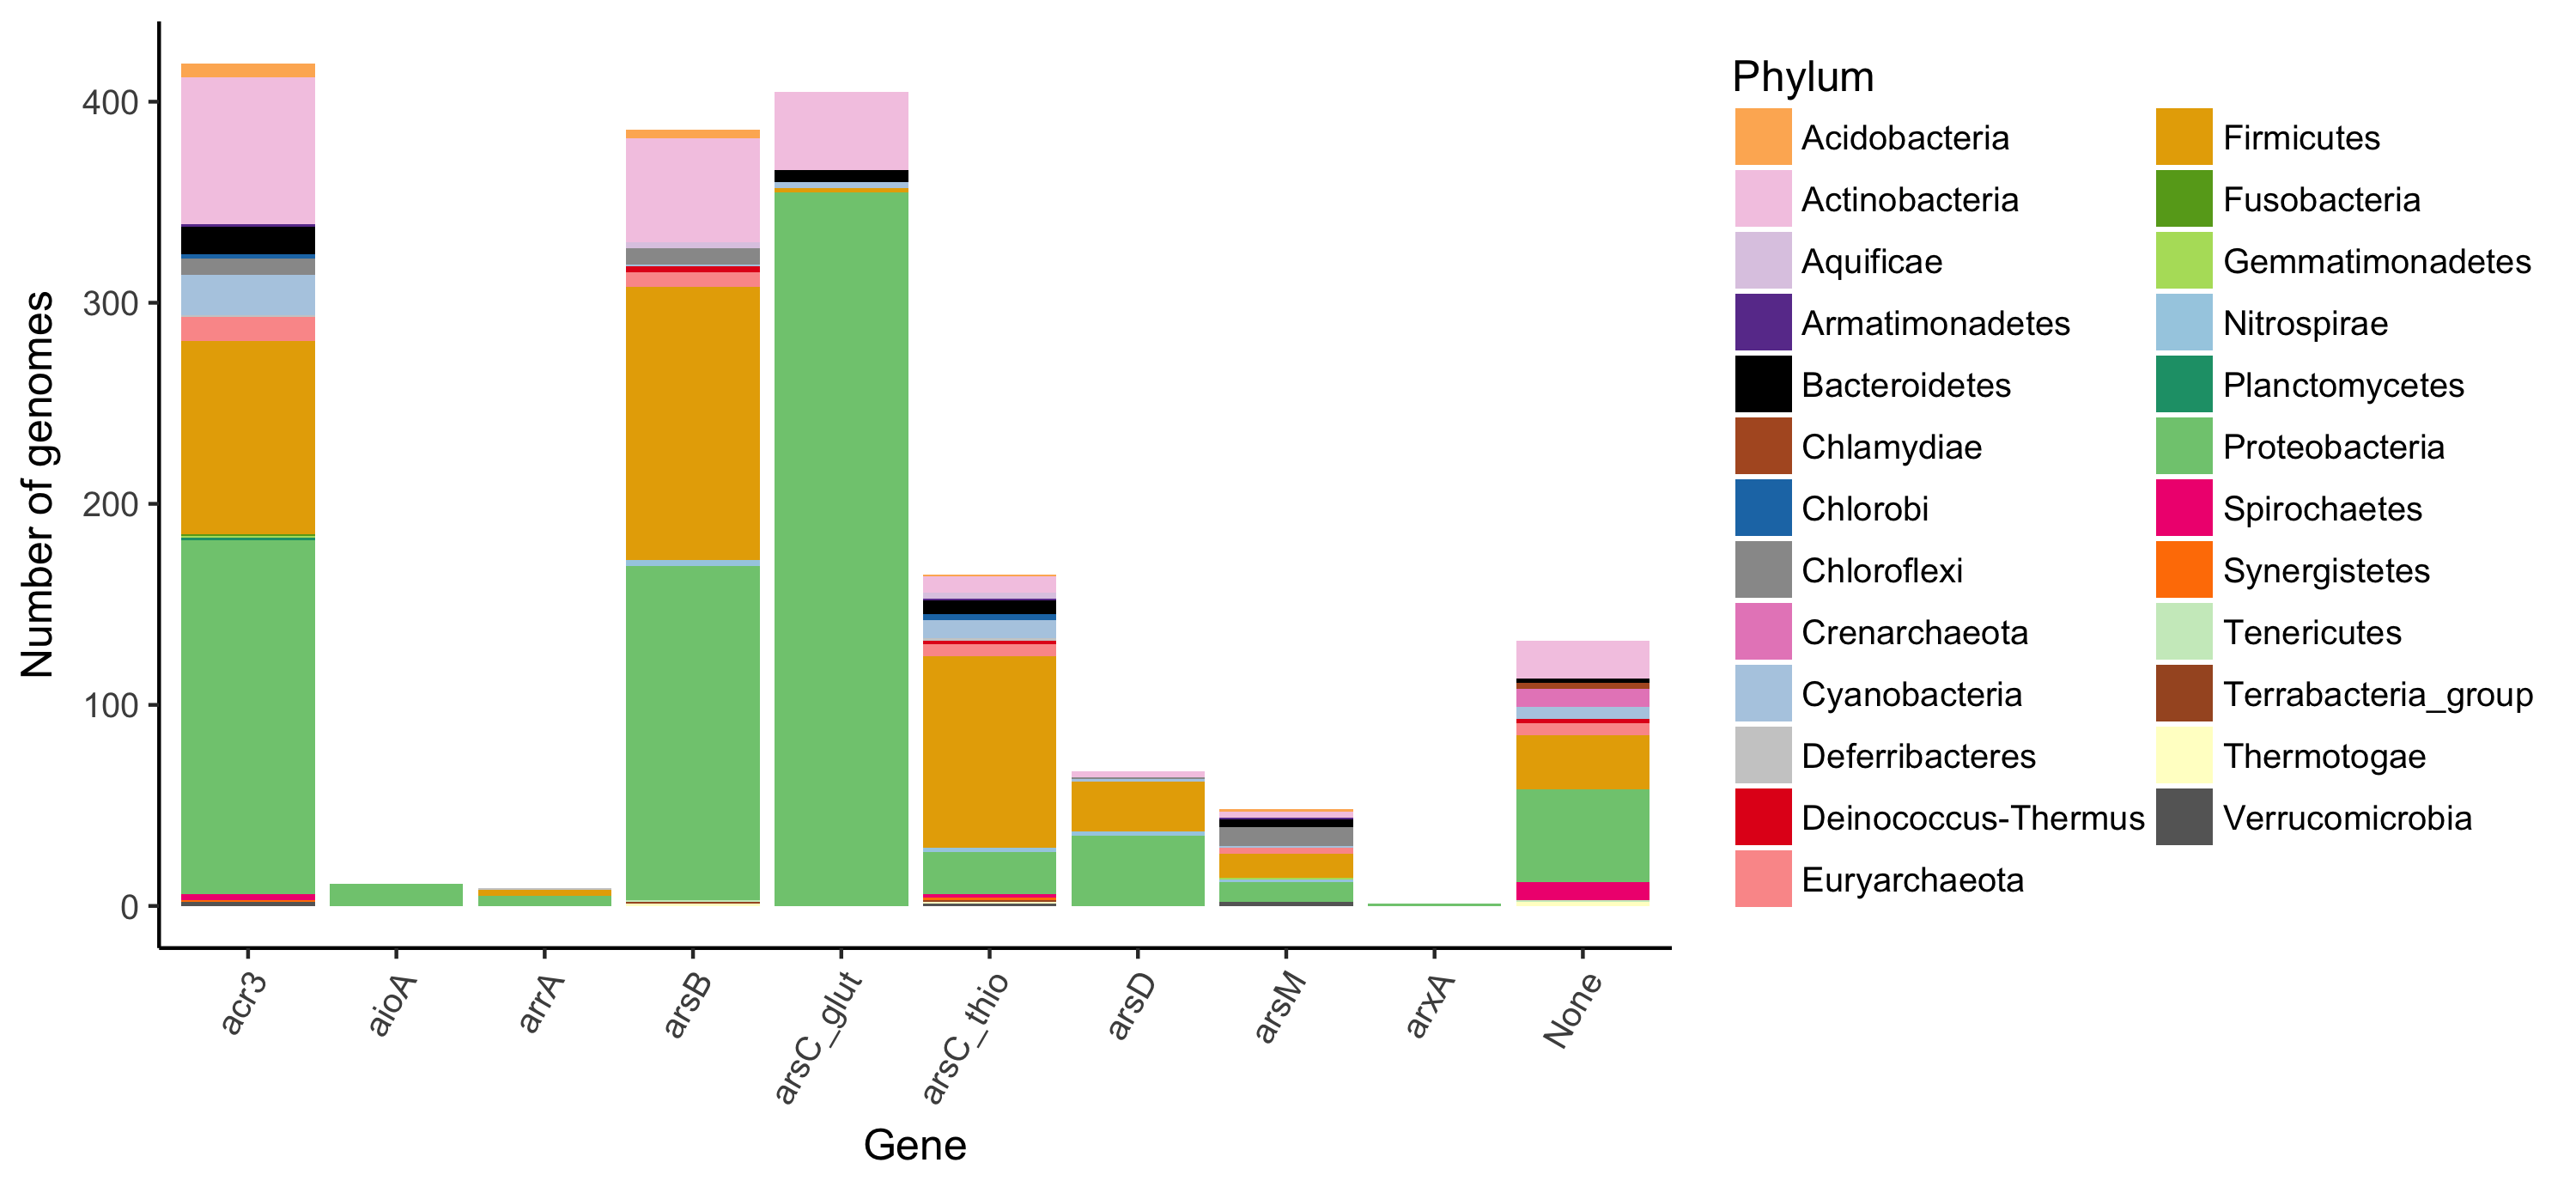 Number of genomes
400
300
200
100
0
acr3
aioA
arrA
arsB
arsC_glut
arsC_thio
arsD
arsM
arxA
None
Gene
Phylum
Acidobacteria
Actinobacteria
Aquificae
Armatimonadetes
Bacteroidetes
Chlamydiae
Chlorobi
Chloroflexi
Crenarchaeota
Cyanobacteria
Deferribacteres
Deinococcus-Thermus
Euryarchaeota
Firmicutes
Fusobacteria
Gemmatimonadetes
Nitrospirae
Planctomycetes
Proteobacteria
Spirochaetes
Synergistetes
Tenericutes
Terrabacteria_group
Thermotogae
Verrucomicrobia